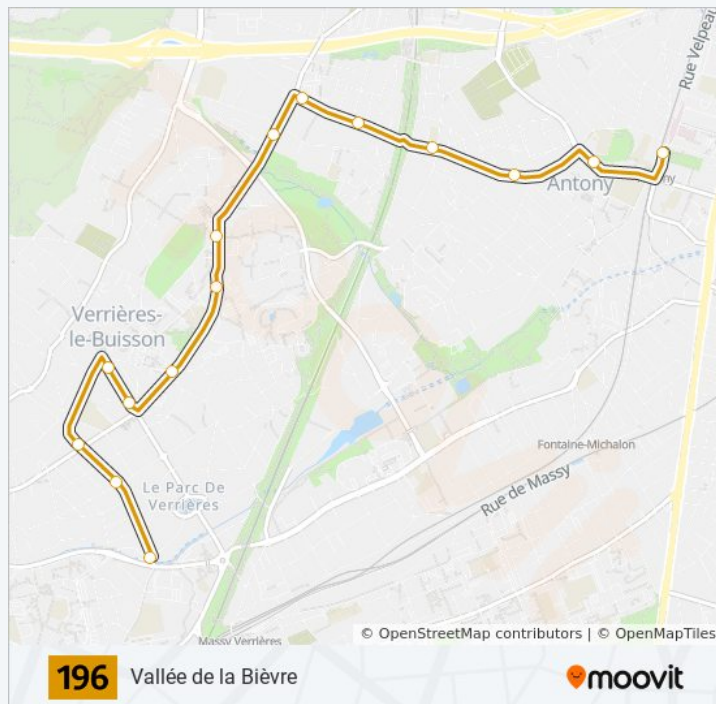 Rue Velpeau
Antony
ny
Verrières-
le-Buisson
Fontaine-Michalon
Le Parc De
Verrières
Rue de Massy
Massy Verrières
© OpenStreetMap contributors | © OpenMapTiles
196 Vallée de la Bièvre
moovit